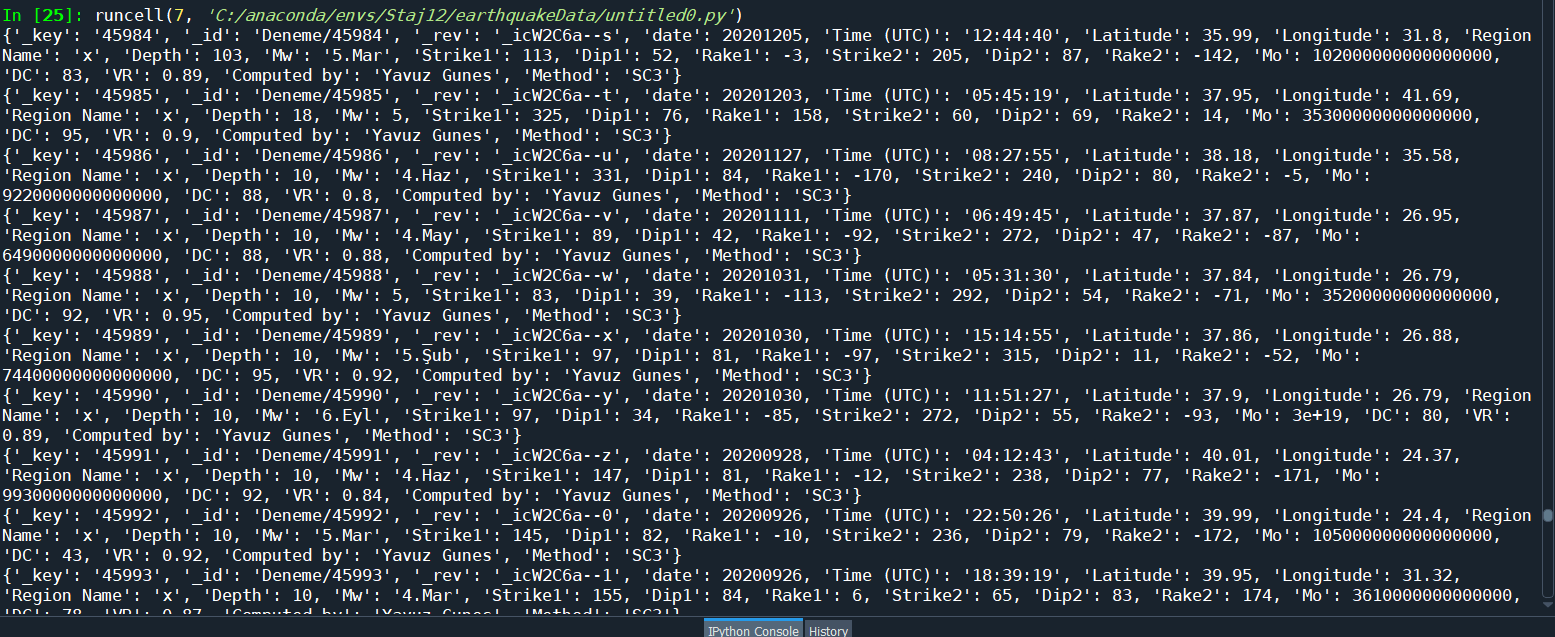 In [25]: runcell(7, 'C:/anaconda/envs/Staj12/earthquakeData/untitled0.py')
{'_key': '45984', '_id': 'Deneme/45984', '_rev': '_icW2C6a--s', 'date': 20201205, 'Time (UTC)': '12:44:40', 'Latitude': 35.99, 'Longitude': 31.8, 'Region
Name': 'x', 'Depth': 103, 'Mw': '5.Mar', 'Strike1': 113, 'Dip1': 52, 'Rake1': -3, 'Strike2': 205, 'Dip2': 87, 'Rake2': -142, 'Mo': 102000000000000000,
'DC': 83, 'VR': 0.89, 'Computed by': 'Yavuz Gunes', 'Method': 'SC3'}
{'_key': '45985', '_id': 'Deneme/45985', '_rev': '_icW2C6a--t', 'date': 20201203, 'Time (UTC)': '05:45:19', 'Latitude': 37.95, 'Longitude': 41.69,
'Region Name': 'x', 'Depth': 18, 'Mw': 5, 'Strike1': 325, 'Dip1': 76, 'Rake1': 158, 'Strike2': 60, 'Dip2': 69, 'Rake2': 14, 'Mo': 35300000000000000,
'DC': 95, 'VR': 0.9, 'Computed by': 'Yavuz Gunes', 'Method': 'SC3'}
{'_key': '45986', '_id': 'Deneme/45986', '_rev': '_icW2C6a--u', 'date': 20201127, 'Time (UTC)': '08:27:55', 'Latitude': 38.18, 'Longitude': 35.58,
'Region Name': 'x', 'Depth': 10, 'Mw': '4.Haz', 'Strike1': 331, 'Dip1': 84, 'Rake1': -170, 'Strike2': 240, 'Dip2': 80, 'Rake2': -5, 'Mo':
9220000000000000, 'DC': 88, 'VR': 0.8, 'Computed by': 'Yavuz Gunes', 'Method': 'SC3'}
{'_key': '45987', '_id': 'Deneme/45987', '_rev': '_icW2C6a--v', 'date': 20201111, 'Time (UTC)': '06:49:45', 'Latitude': 37.87, 'Longitude': 26.95,
'Region Name': 'x', 'Depth': 10, 'Mw': '4.May', 'Strike1': 89, 'Dip1': 42, 'Rake1': -92, 'Strike2': 272, 'Dip2': 47, 'Rake2': -87, 'Mo':
6490000000000000, 'DC': 88, 'VR': 0.88, 'Computed by': 'Yavuz Gunes', 'Method': 'SC3'}
{'_key': '45988', '_id': 'Deneme/45988', '_rev': '_icW2C6a--w', 'date': 20201031, 'Time (UTC)': '05:31:30', 'Latitude': 37.84, 'Longitude': 26.79,
'Region Name': 'x', 'Depth': 10, 'Mw': 5, 'Strike1': 83, 'Dip1': 39, 'Rake1': -113, 'Strike2': 292, 'Dip2': 54, 'Rake2': -71, 'Mo': 35200000000000000,
'DC': 92, 'VR': 0.95, 'Computed by': 'Yavuz Gunes', 'Method': 'SC3'}
{'_key': '45989', '_id': 'Deneme/45989', '_rev': '_icW2C6a--x', 'date': 20201030, 'Time (UTC)': '15:14:55', 'Latitude': 37.86, 'Longitude': 26.88,
'Region Name': 'x', 'Depth': 10, 'Mw': '5.Şub', 'Strike1': 97, 'Dip1': 81, 'Rake1': -97, 'Strike2': 315, 'Dip2': 11, 'Rake2': -52, 'Mo':
74400000000000000, 'DC': 95, 'VR': 0.92, 'Computed by': 'Yavuz Gunes', 'Method': 'SC3'}
{'_key': '45990', '_id': 'Deneme/45990', '_rev': '_icW2C6a--y', 'date': 20201030, 'Time (UTC)': '11:51:27', 'Latitude': 37.9, 'Longitude': 26.79, 'Region
Name': 'x', 'Depth': 10, 'Mw': '6.Eyl', 'Strike1': 97, 'Dip1': 34, 'Rake1': -85, 'Strike2': 272, 'Dip2': 55, 'Rake2': -93, 'Mo': 3e+19, 'DC': 80, 'VR':
0.89, 'Computed by': 'Yavuz Gunes', 'Method': 'SC3'}
{'_key': '45991', '_id': 'Deneme/45991', '_rev': '_icW2C6a--z', 'date': 20200928, 'Time (UTC)': '04:12:43', 'Latitude': 40.01, 'Longitude': 24.37,
'Region Name': 'x', 'Depth': 10, 'Mw': '4.Haz', 'Strike1': 147, 'Dip1': 81, 'Rake1': -12, 'Strike2': 238, 'Dip2': 77, 'Rake2': -171, 'Mo':
9930000000000000, 'DC': 92, 'VR': 0.84, 'Computed by': 'Yavuz Gunes', 'Method': 'SC3'}
{'_key': '45992', '_id': 'Deneme/45992', '_rev': '_icW2C6a--0', 'date': 20200926, 'Time (UTC)': '22:50:26', 'Latitude': 39.99, 'Longitude': 24.4, 'Region
Name': 'x', 'Depth': 10, 'Mw': '5.Mar', 'Strike1': 145, 'Dip1': 82, 'Rake1': -10, 'Strike2': 236, 'Dip2': 79, 'Rake2': -172, 'Mo': 105000000000000000,
'DC': 43, 'VR': 0.92, 'Computed by': 'Yavuz Gunes', 'Method': 'SC3'}
{'_key': '45993', '_id': 'Deneme/45993', '_rev': '_icW2C6a--1', 'date': 20200926, 'Time (UTC)': '18:39:19', 'Latitude': 39.95, 'Longitude': 31.32,
'Region Name': 'x', 'Depth': 10, 'Mw': '4.Mar', 'Strike1': 155, 'Dip1': 84, 'Rake1': 6, 'Strike2': 65, 'Dip2': 83, 'Rake2': 174, 'Mo': 3610000000000000,
'DC': 78, 'VR': 0.87, 'Computed by': 'Yavuz Gunes', 'Method': 'SC3'}
IPython Console History